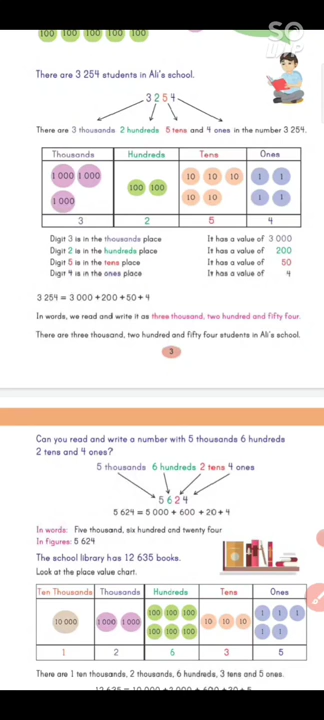 100 100 100 100 100
SO
There are 3 254 students in Ali's school.
3 2 5 4
There are 3 thousands 2 hundreds 5 tens and 4 ones in the number 3 254.
Thousands Hundreds Tens Ones
1 000 1 000 10 10 10 1 1
100 100
1 000 10 10 1 1
3 2 5 4
Digit 3 is in the thousands place It has a value of 3 000
Digit 2 is in the hundreds place It has a value of 200
Digit 5 is in the tens place It has a value of 50
Digit 4 is in the ones place It has a value of 4
3 254 = 3 000 +200 +50 + 4
In words, we read and write it as three thousand, two hundred and fifty four.
There are three thousand, two hundred and fifty four students in Ali's school.
3
Can you read and write a number with 5 thousands 6 hundreds
2 tens and 4 ones?
5 thousands 6 hundreds 2 tens 4 ones
5 6 2 4
5 624 = 5 000 + 600 + 20 + 4
In words: Five thousand, six hundred and twenty four
In figures: 5 624
The school library has 12 635 books.
Look at the place value chart.
Ten Thousands Thousands Hundreds Tens Ones
100 100 100 1 1 1
10 000 1 000 1 000 10 10 10
100 100 100 1 1
1 2 6 3 5
There are 1 ten thousands, 2 thousands, 6 hundreds, 3 tens and 5 ones.
12 635 = 10 000 +2 000 + 600 +30 + 5